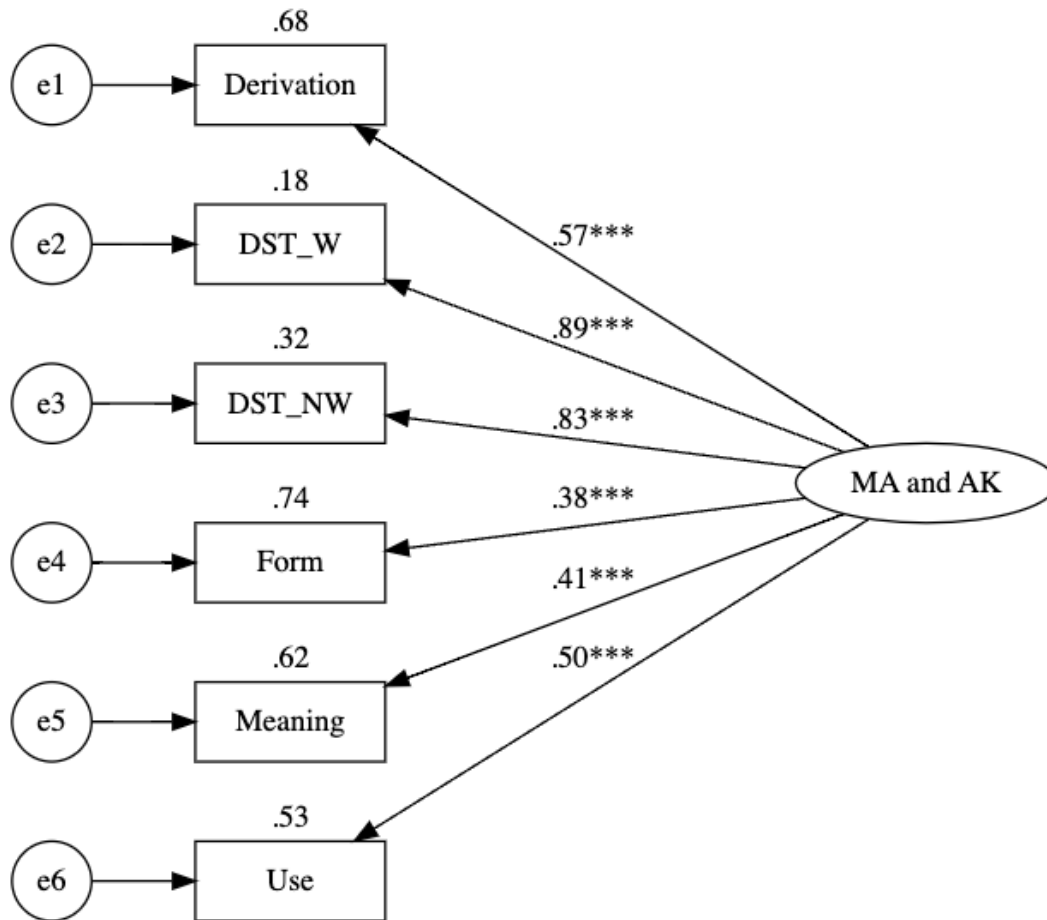 .68
e1
Derivation
.57***
.18
e2
DST_W
.89***
.32
e3
DST_NW
.83***
MA and AK
.74
e4
Form
.38***
.62
e5
Meaning
.41***
.53
e6
Use
.50***